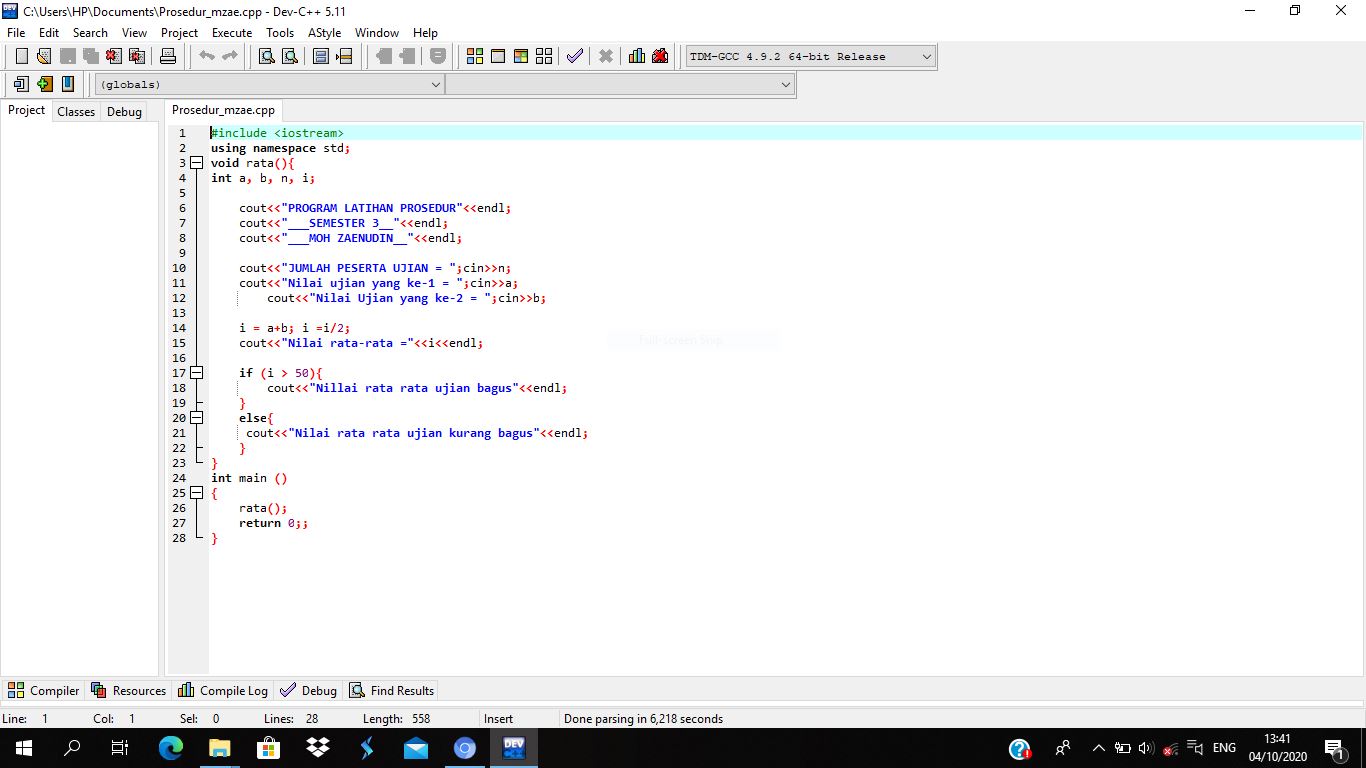 C:\Users\HP\Documents\Prosedur_mzae.cpp - Dev-C++ 5.11
File Edit Search View Project Execute Tools AStyle Window Help
TDM-GCC 4.9.2 64-bit Release
(globals)
Project Classes Debug Prosedur_mzae.cpp
1 #include <iostream>
2 using namespace std;
3 void rata(){
4 int a, b, n, i;
5
6 cout<<"PROGRAM LATIHAN PROSEDUR"<<endl;
7 cout<<"___SEMESTER 3__"<<endl;
8 cout<<"___MOH ZAENUDIN__"<<endl;
9
10 cout<<"JUMLAH PESERTA UJIAN = ";cin>>n;
11 cout<<"Nilai ujian yang ke-1 = ";cin>>a;
12 cout<<"Nilai Ujian yang ke-2 = ";cin>>b;
13
14 i = a+b; i =i/2;
15 cout<<"Nilai rata-rata ="<<i<<endl;
Full-screen Snip
16
17 if (i > 50){
18 cout<<"Nillai rata rata ujian bagus"<<endl;
19 }
20 else{
21 cout<<"Nilai rata rata ujian kurang bagus"<<endl;
22 }
23 }
24 int main ()
25 {
26 rata();
27 return 0;;
28 }
Compiler Resources Compile Log Debug Find Results
Line: 1 Col: 1 Sel: 0 Lines: 28 Length: 558 Insert Done parsing in 6,218 seconds
DEV
ENG
13:41
04/10/2020
1